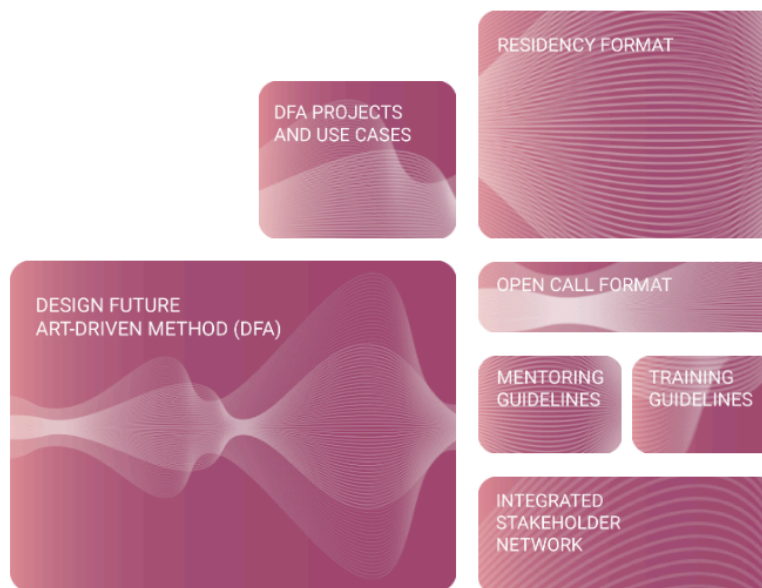 RESIDENCY FORMAT
DFA PROJECTS
AND USE CASES
DESIGN FUTURE
ART-DRIVEN METHOD (DFA)
OPEN CALL FORMAT
MENTORING
GUIDELINES
TRAINING
GUIDELINES
INTEGRATED
STAKEHOLDER
NETWORK